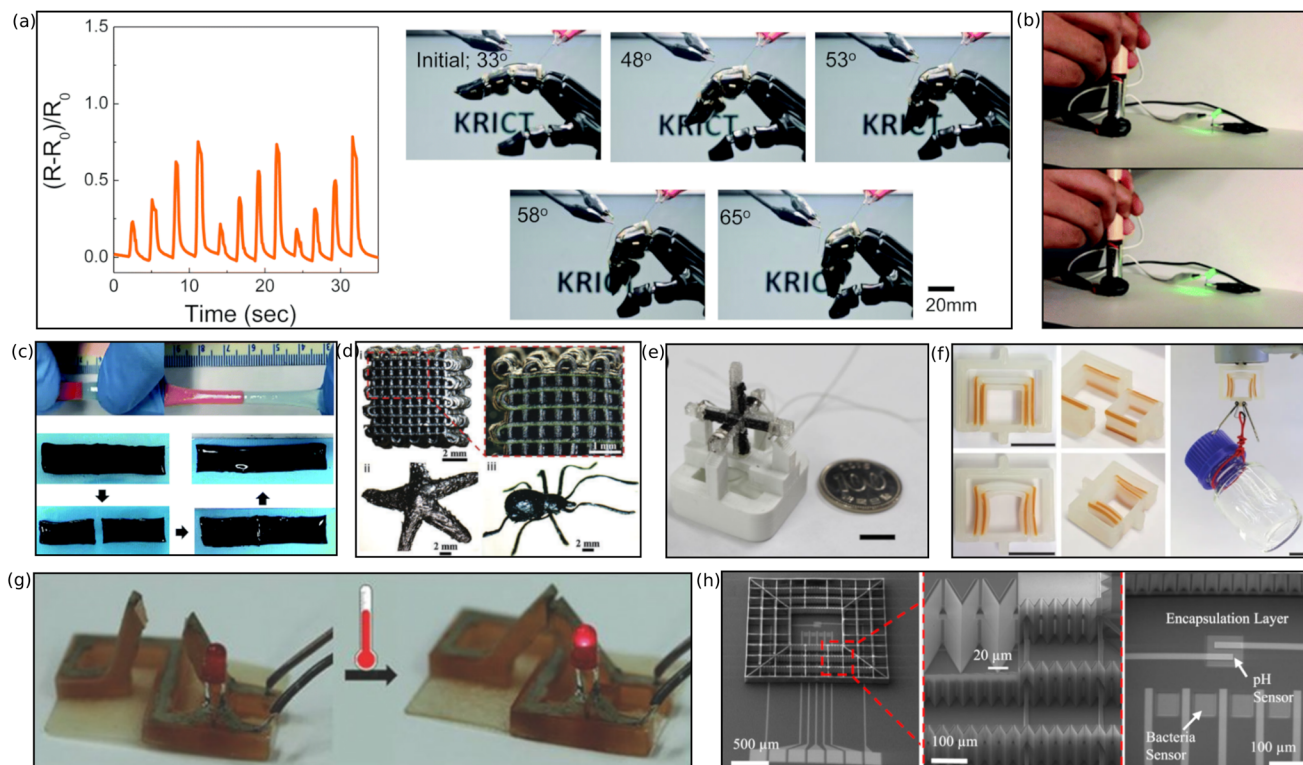 (a)
1.5
1.0
0.5
0.0
(R-R₀)/R₀
0
10
20
30
Time (sec)
Initial; 33°
KRICT
48°
KRICT
53°
KRICT
58°
KRICT
65°
KRICT
20mm
(b)
(c)
(d)
i
2 mm
1 mm
ii
2 mm
iii
2 mm
(e)
100
(f)
(g)
(h)
500 µm
20 µm
100 µm
Encapsulation Layer
pH
Sensor
Bacteria
Sensor
100 µm